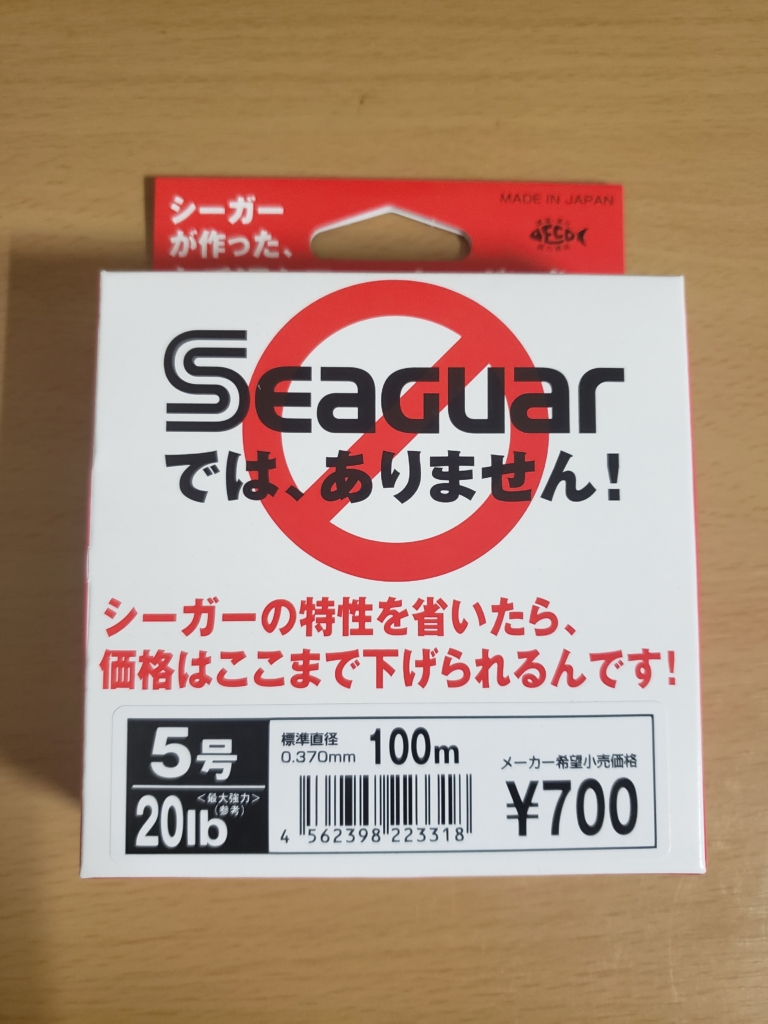 シーガー
が作った、
MADE IN JAPAN
ECO
Seaguar
では、ありません!
シーガーの特性を省いたら、
価格はここまで下げられるんです!
5号
標準直径
0.370mm
100m
メーカー希望小売価格
¥700
20lb
<最大強力>
(参考)
4 562398 223318